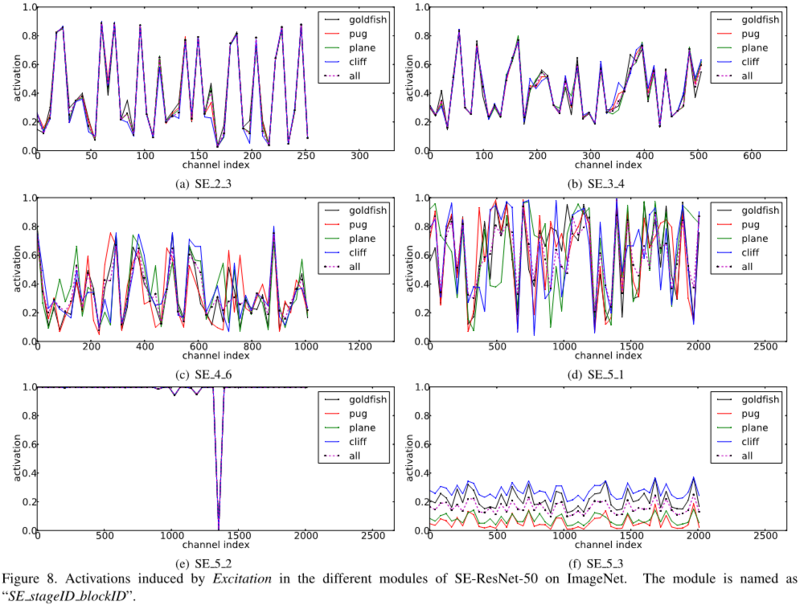 1.0
0.8
0.6
0.4
0.2
0.0
activation
0 50 100 150 200 250 300
channel index
goldfish
pug
plane
cliff
all
(a) SE_2_3
1.0
0.8
0.6
0.4
0.2
0.0
activation
0 100 200 300 400 500 600
channel index
goldfish
pug
plane
cliff
all
(b) SE_3_4
1.0
0.8
0.6
0.4
0.2
0.0
activation
0 200 400 600 800 1000 1200
channel index
goldfish
pug
plane
cliff
all
(c) SE_4_6
1.0
0.8
0.6
0.4
0.2
0.0
activation
0 500 1000 1500 2000 2500
channel index
goldfish
pug
plane
cliff
all
(d) SE_5_1
1.0
0.8
0.6
0.4
0.2
0.0
activation
0 500 1000 1500 2000 2500
channel index
goldfish
pug
plane
cliff
all
(e) SE_5_2
1.0
0.8
0.6
0.4
0.2
0.0
activation
0 500 1000 1500 2000 2500
channel index
goldfish
pug
plane
cliff
all
(f) SE_5_3
Figure 8. Activations induced by Excitation in the different modules of SE-ResNet-50 on ImageNet. The module is named as
“SE_stageID_blockID”.